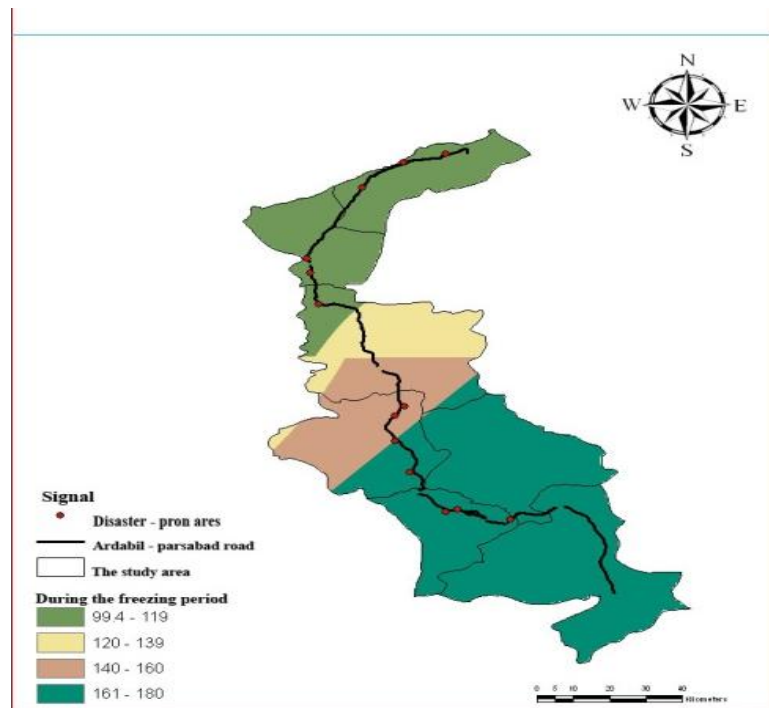 N
W E
S
Signal
Disaster - pron ares
Ardabil - parsabad road
The study area
During the freezing period
99.4 - 119
120 - 139
140 - 160
161 - 180
0 5 10 20 30 40
Kilometers